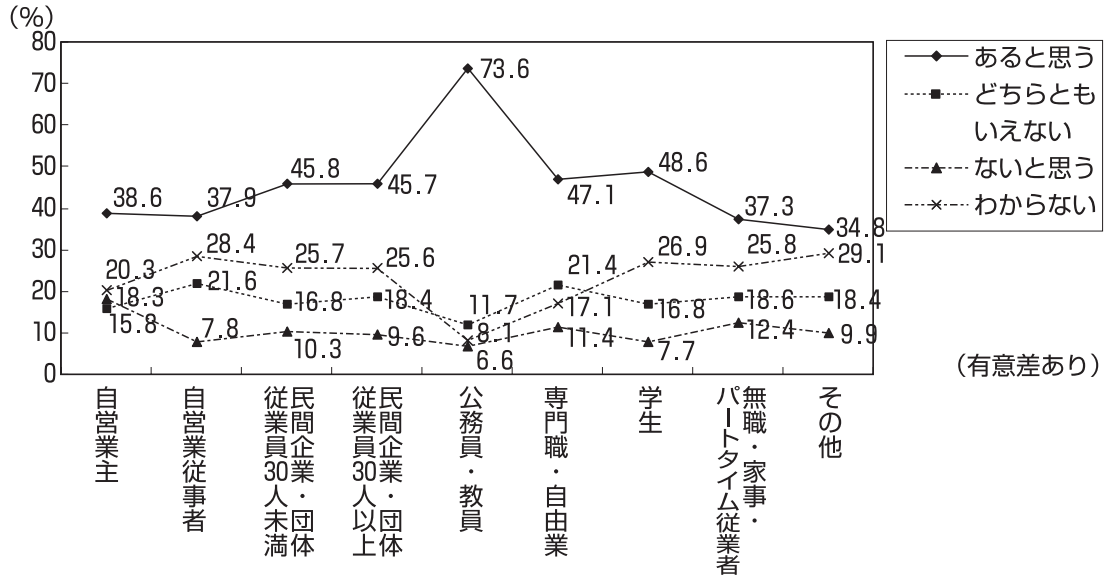 (%)
80
70
60
50
40
30
20
10
0
あると思う
どちらとも
いえない
ないと思う
わからない
38.6
37.9
45.8
45.7
73.6
47.1
48.6
37.3
34.8
20.3
28.4
25.7
25.6
8.1
17.1
26.9
25.8
29.1
15.8
21.6
16.8
18.4
11.7
21.4
16.8
18.6
18.4
18.3
7.8
10.3
9.6
6.6
11.4
7.7
12.4
9.9
(有意差あり)
自営業主
自営業従事者
民間企業・団体
従業員30人未満
民間企業・団体
従業員30人以上
公務員・教員
専門職・自由業
学生
無職・家事・
パートタイム従業者
その他